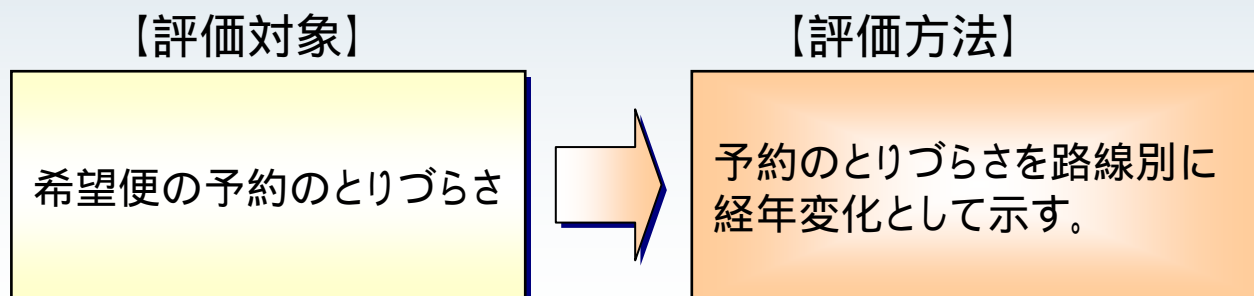 【評価対象】
【評価方法】
希望便の予約のとりづらさ
予約のとりづらさを路線別に
経年変化として示す。